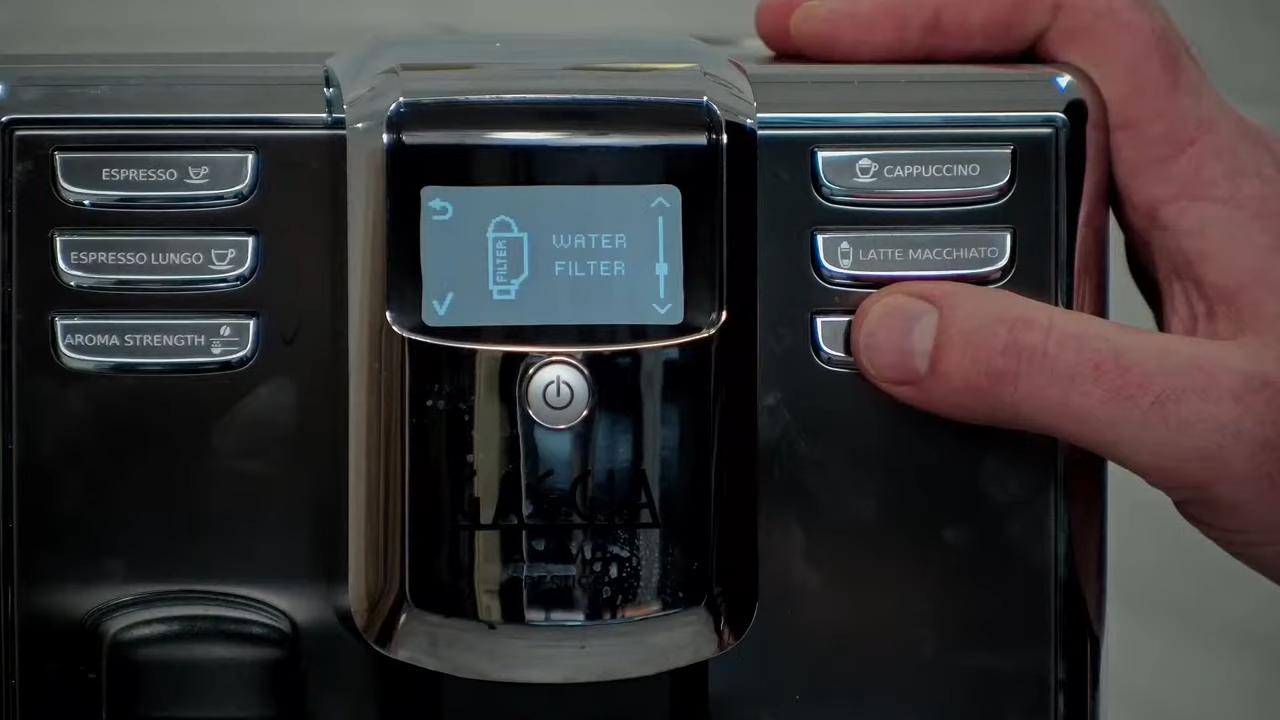 ESPRESSO
ESPRESSO LUNGO
AROMA STRENGTH
FILTER
WATER
FILTER
CAPPUCCINO
LATTE MACCHIATO